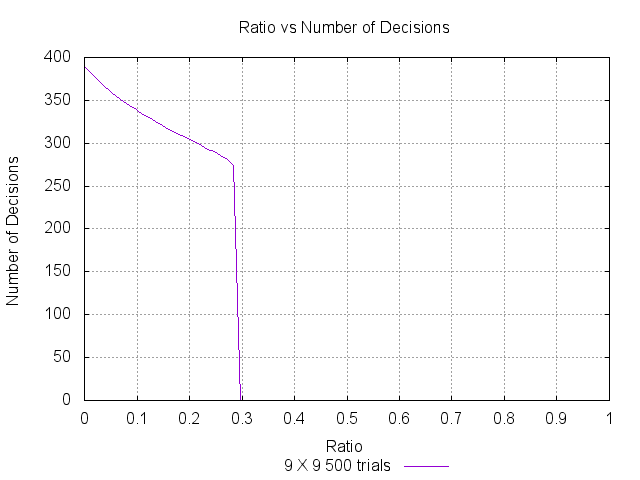 Ratio vs Number of Decisions
400
350
300
250
200
150
100
50
0
Number of Decisions
0 0.1 0.2 0.3 0.4 0.5 0.6 0.7 0.8 0.9 1
Ratio
9 X 9 500 trials